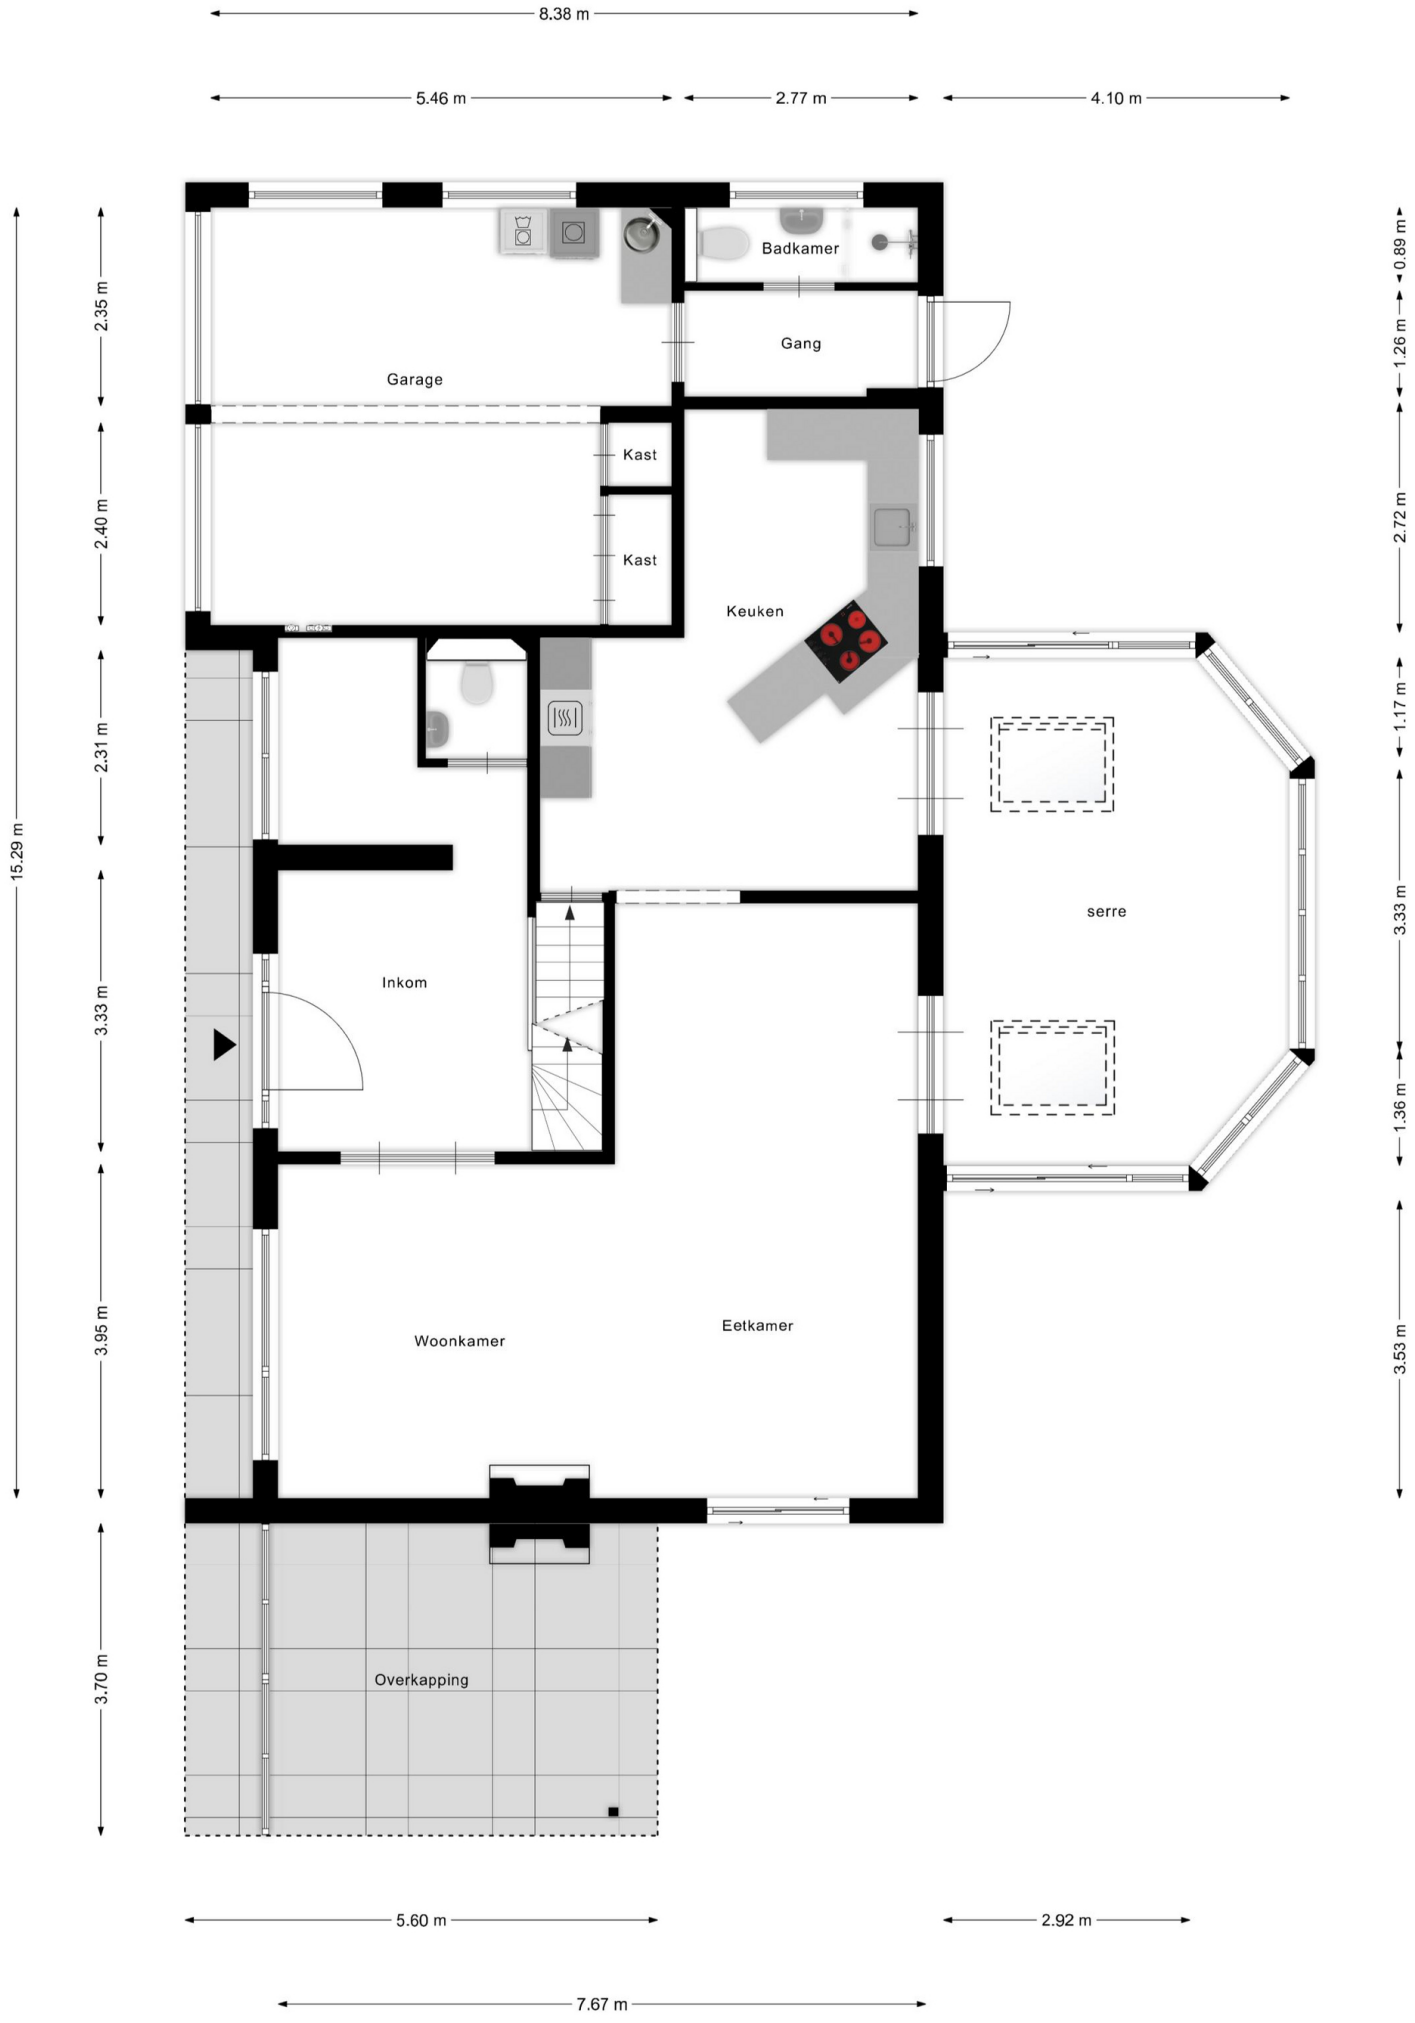 8.38 m
5.46 m
2.77 m
4.10 m
15.29 m
2.35 m
2.40 m
2.31 m
3.33 m
3.95 m
3.70 m
Badkamer
Gang
Garage
Kast
Kast
Keuken
serre
Inkom
Woonkamer
Eetkamer
Overkapping
0.89 m
1.26 m
2.72 m
1.17 m
3.33 m
1.36 m
3.53 m
5.60 m
2.92 m
7.67 m